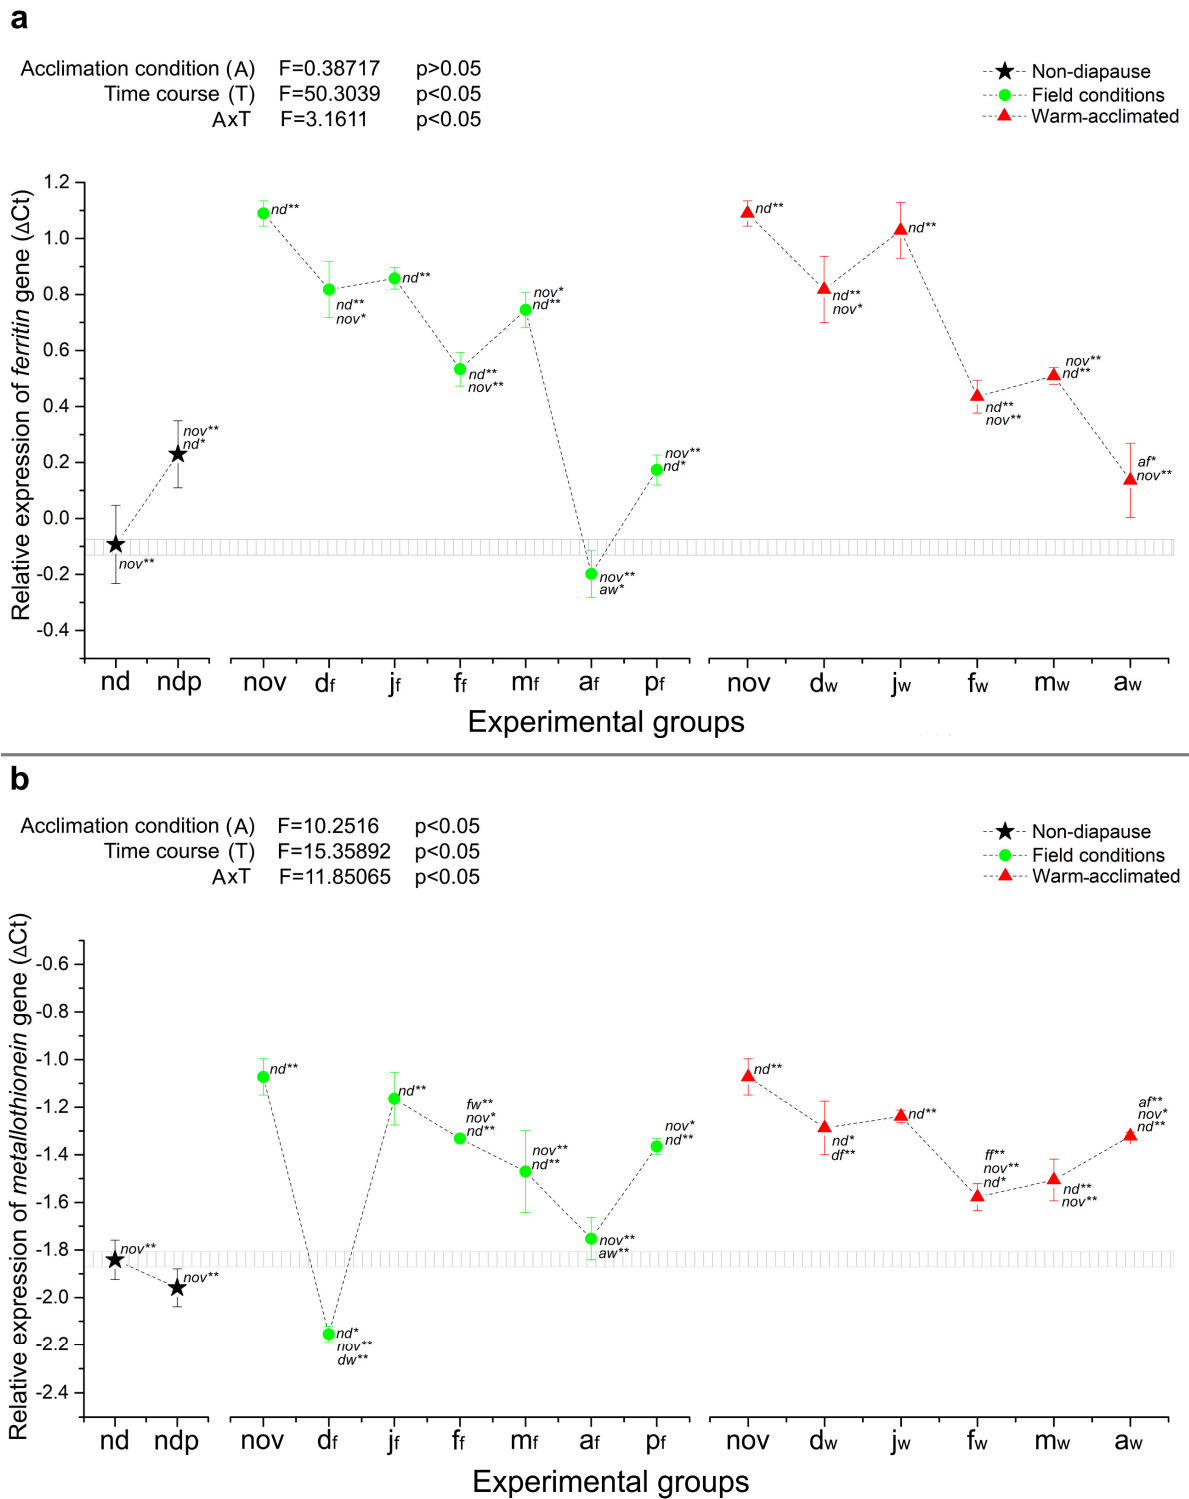 a
Acclimation condition (A) F=0.38717 p>0.05
Time course (T) F=50.3039 p<0.05
AxT F=3.1611 p<0.05
Non-diapause
Field conditions
Warm-acclimated
Relative expression of ferritin gene (ΔCt)
1.2
1.0
0.8
0.6
0.4
0.2
0.0
-0.2
-0.4
nov**
nov**
nd*
nd**
nd**
nov*
nd**
nd**
nov**
nov*
nd**
nov**
aw*
nov**
nd*
nd**
nd**
nov*
nd**
nd**
nov**
nov**
nd**
af*
nov**
nd ndp nov df jf ff mf af pf nov dw jw fw mw aw
Experimental groups
b
Acclimation condition (A) F=10.2516 p<0.05
Time course (T) F=15.35892 p<0.05
AxT F=11.85065 p<0.05
Non-diapause
Field conditions
Warm-acclimated
Relative expression of metallothionein gene (ΔCt)
-0.6
-0.8
-1.0
-1.2
-1.4
-1.6
-1.8
-2.0
-2.2
-2.4
nov**
nov**
nd**
nd*
nov**
dw**
nd**
fw**
nov*
nd**
nov**
nd**
nov**
aw**
nov*
nd**
nd**
nd*
df**
nd**
ff**
nov**
nd*
nd**
nov**
af**
nov*
nd**
nd ndp nov df jf ff mf af pf nov dw jw fw mw aw
Experimental groups